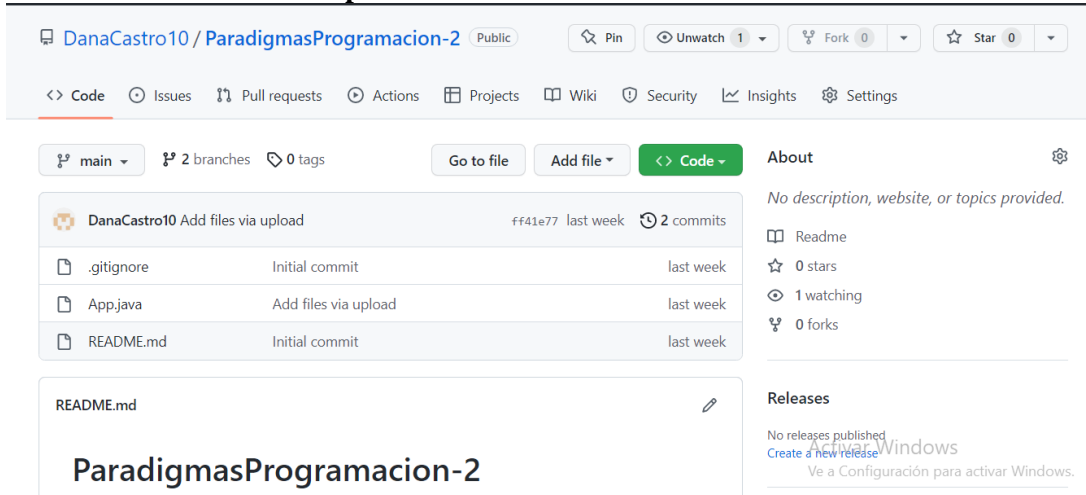 DanaCastro10 / ParadigmasProgramacion-2 Public Pin Unwatch 1 Fork 0 Star 0
Code Issues Pull requests Actions Projects Wiki Security Insights Settings
main 2 branches 0 tags Go to file Add file Code
DanaCastro10 Add files via upload ff41e77 last week 2 commits
.gitignore Initial commit last week
App.java Add files via upload last week
README.md Initial commit last week
README.md
ParadigmasProgramacion-2
About
No description, website, or topics provided.
Readme
0 stars
1 watching
0 forks
Releases
No releases published
Create a new release
Activar Windows
Ve a Configuración para activar Windows.